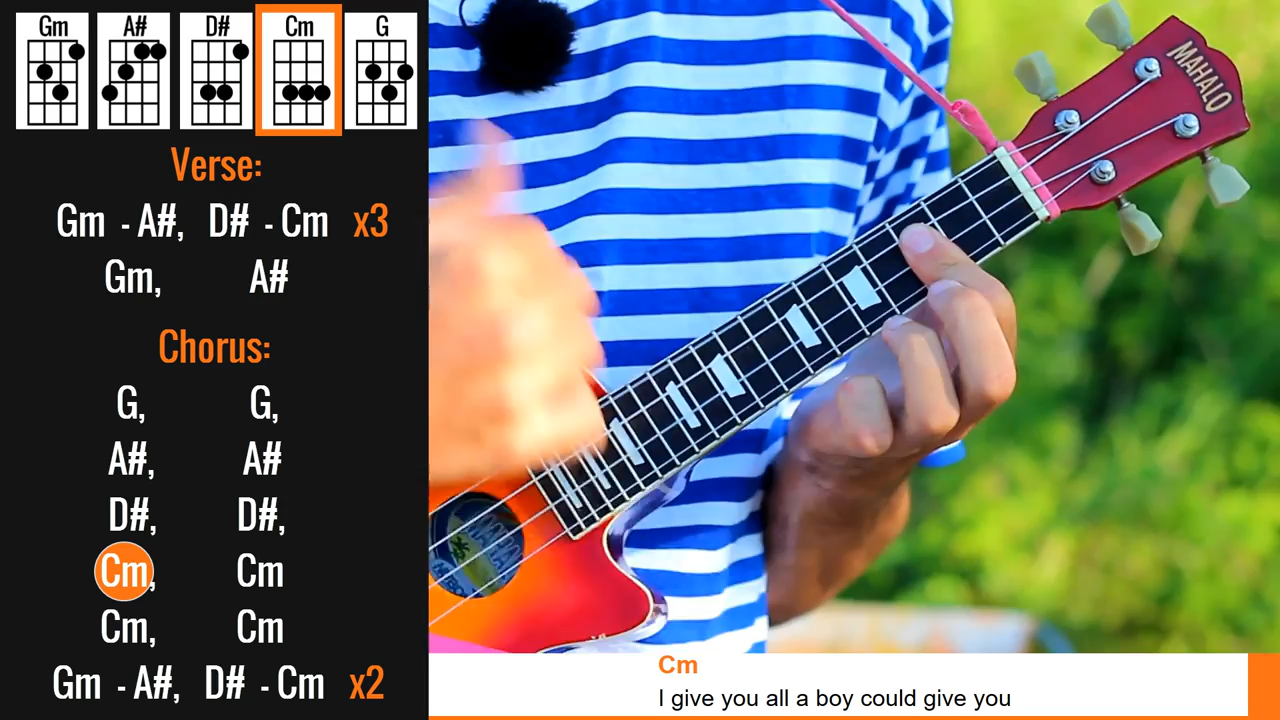 Gm A# D# Cm G
Verse:
Gm - A#, D# - Cm x3
Gm, A#
Chorus:
G, G,
A#, A#
D#, D#,
Cm, Cm
Cm, Cm
Gm - A#, D# - Cm x2
MAHALO
Cm
I give you all a boy could give you